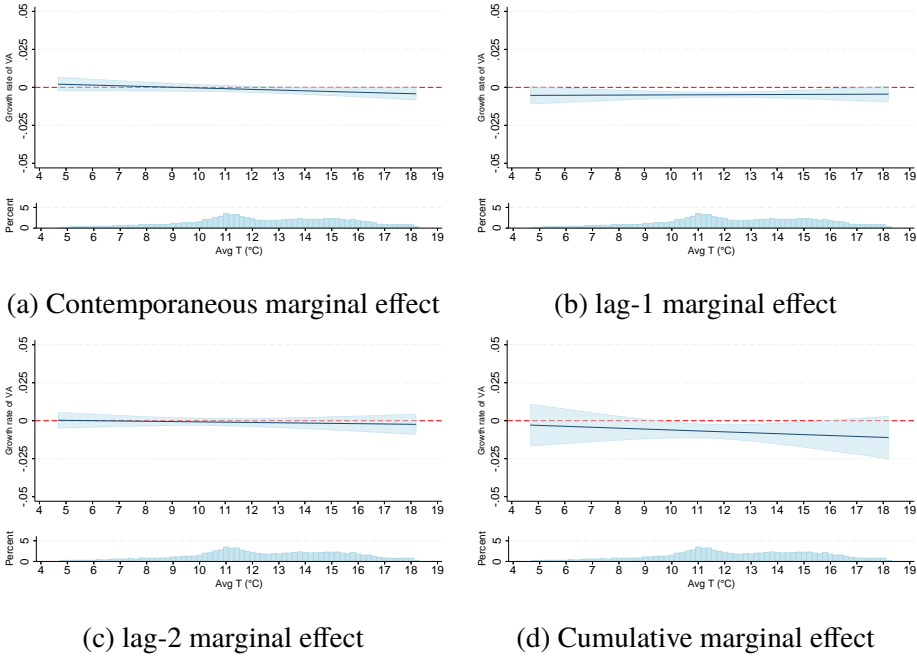 Growth rate of VA
.05
.025
0
-.025
-.05
4 5 6 7 8 9 10 11 12 13 14 15 16 17 18 19
Percent
5
0
4 5 6 7 8 9 10 11 12 13 14 15 16 17 18 19
Avg T (°C)
(a) Contemporaneous marginal effect
Growth rate of VA
.05
.025
0
-.025
-.05
4 5 6 7 8 9 10 11 12 13 14 15 16 17 18 19
Percent
5
0
4 5 6 7 8 9 10 11 12 13 14 15 16 17 18 19
Avg T (°C)
(b) lag-1 marginal effect
Growth rate of VA
.05
.025
0
-.025
-.05
4 5 6 7 8 9 10 11 12 13 14 15 16 17 18 19
Percent
5
0
4 5 6 7 8 9 10 11 12 13 14 15 16 17 18 19
Avg T (°C)
(c) lag-2 marginal effect
Growth rate of VA
.05
.025
0
-.025
-.05
4 5 6 7 8 9 10 11 12 13 14 15 16 17 18 19
Percent
5
0
4 5 6 7 8 9 10 11 12 13 14 15 16 17 18 19
Avg T (°C)
(d) Cumulative marginal effect